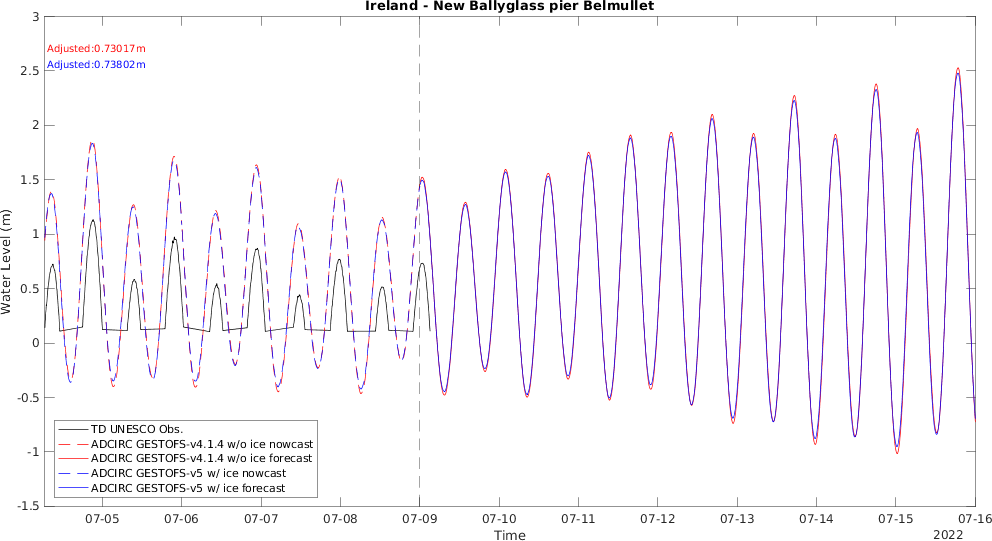 Ireland - New Ballyglass pier Belmullet
3
2.5
2
1.5
1
0.5
0
-0.5
-1
-1.5
Water Level (m)
Adjusted:0.73017m
Adjusted:0.73802m
TD UNESCO Obs.
ADCIRC GESTOFS-v4.1.4 w/o ice nowcast
ADCIRC GESTOFS-v4.1.4 w/o ice forecast
ADCIRC GESTOFS-v5 w/ ice nowcast
ADCIRC GESTOFS-v5 w/ ice forecast
07-05 07-06 07-07 07-08 07-09 07-10 07-11 07-12 07-13 07-14 07-15 07-16
Time
2022